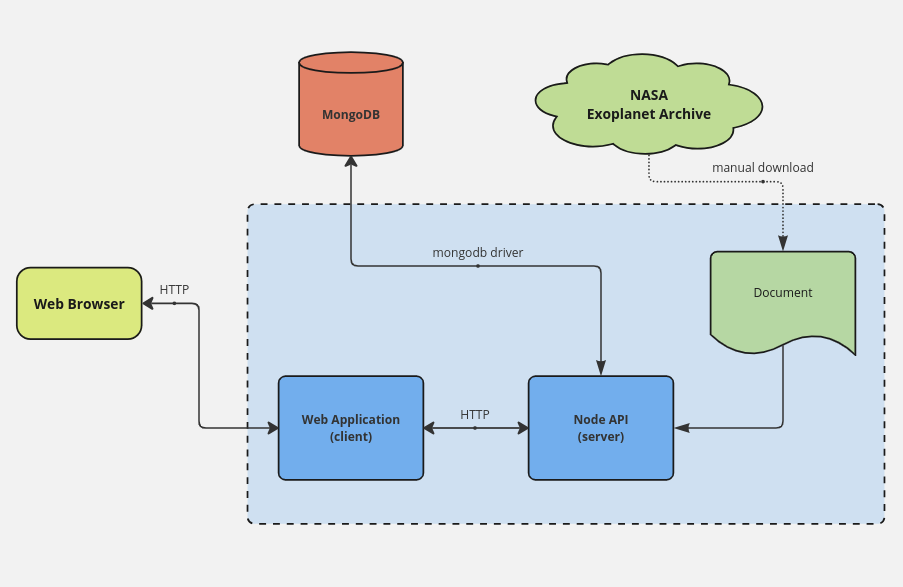 MongoDB
NASA
Exoplanet Archive
manual download
mongodb driver
Document
HTTP
Web Browser
Web Application
(client)
HTTP
Node API
(server)